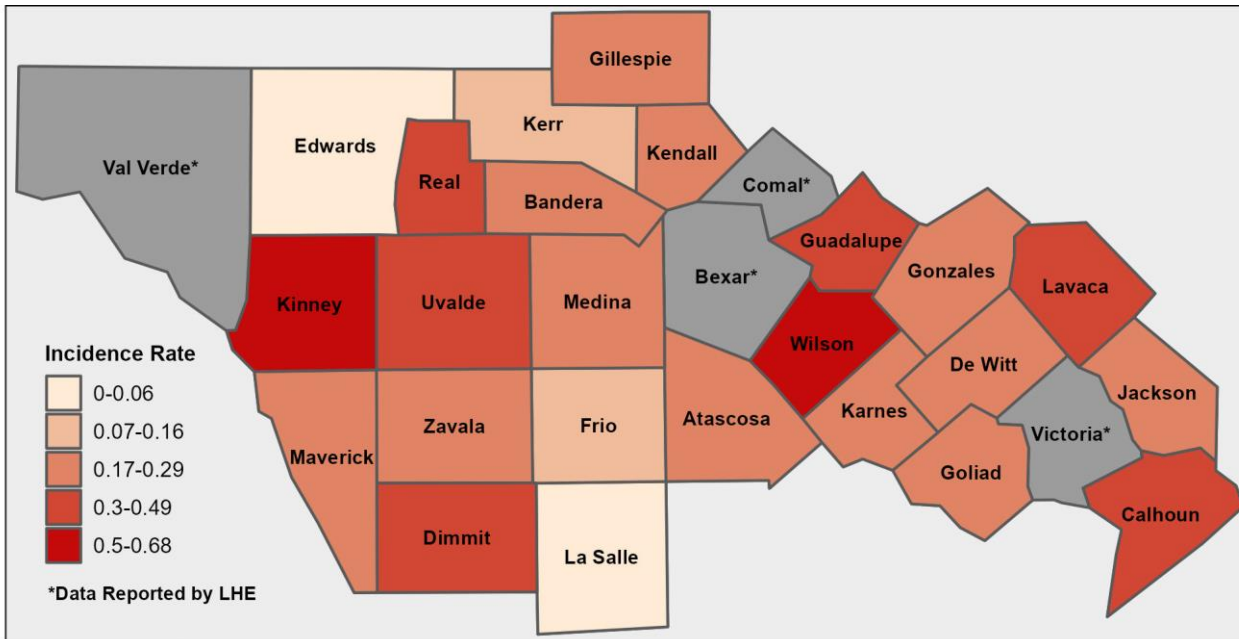 Gillespie
Kerr
Edwards
Kendall
Val Verde*
Real
Comal*
Bandera
Guadalupe
Gonzales
Bexar*
Lavaca
Kinney
Uvalde
Medina
Wilson
De Witt
Jackson
Karnes
Atascosa
Zavala
Frio
Victoria*
Maverick
Goliad
Calhoun
Dimmit
La Salle
Incidence Rate
0-0.06
0.07-0.16
0.17-0.29
0.3-0.49
0.5-0.68
*Data Reported by LHE